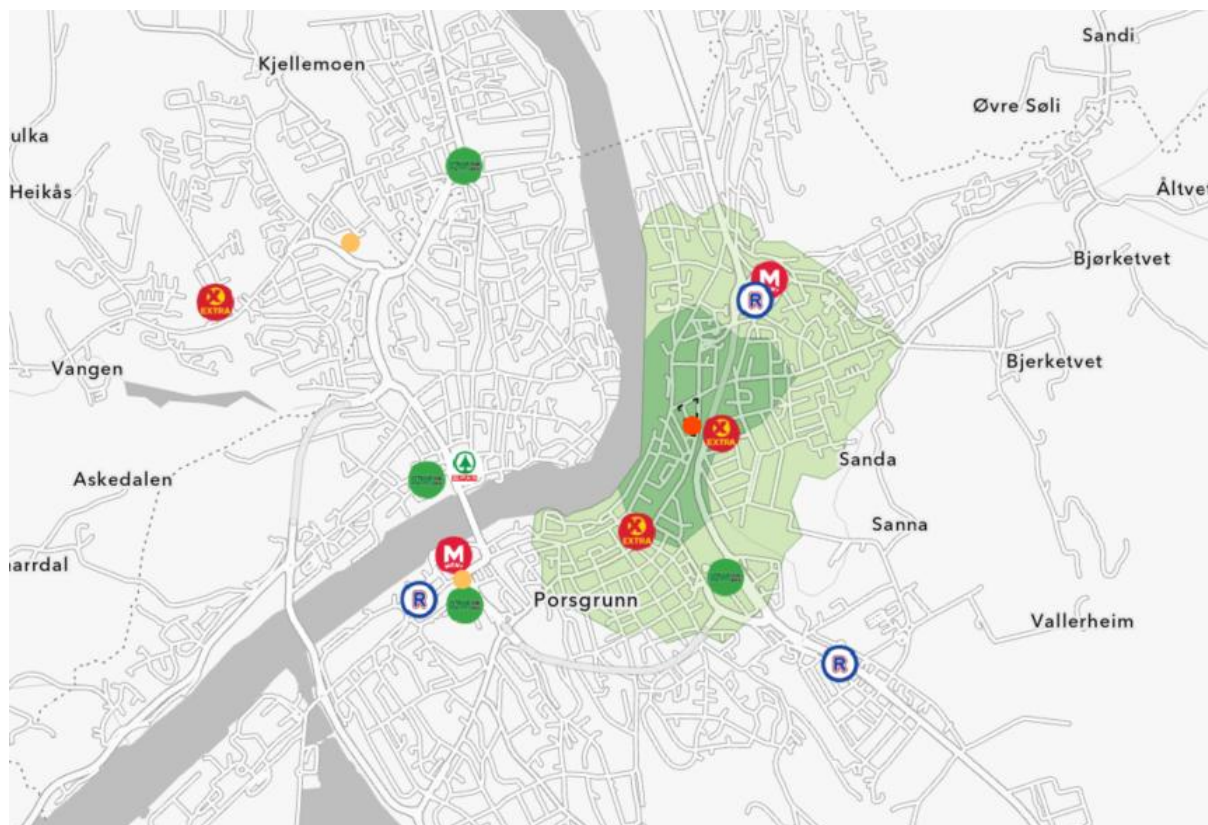 Sandi
Kjellemoen
Øvre Søli
ulka
Heikås
Åltvet
Bjørketvet
M
R
EXTRA
Vangen
Bjerketvet
EXTRA
Sanda
Askedalen
Sanna
EXTRA
M
arrdal
R
Porsgrunn
Vallerheim
R